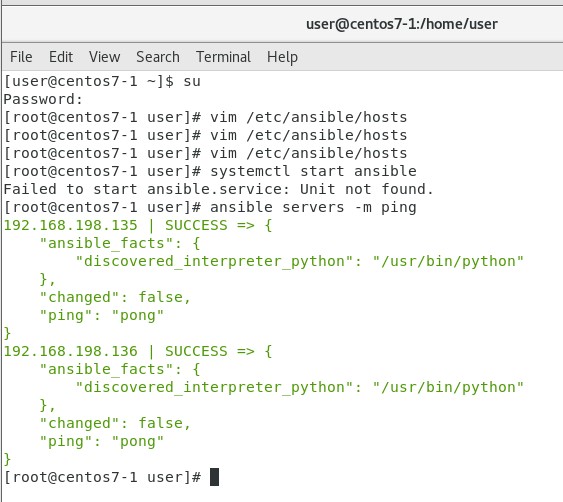 user@centos7-1:/home/user
File Edit View Search Terminal Help
[user@centos7-1 ~]$ su
Password:
[root@centos7-1 user]# vim /etc/ansible/hosts
[root@centos7-1 user]# vim /etc/ansible/hosts
[root@centos7-1 user]# vim /etc/ansible/hosts
[root@centos7-1 user]# systemctl start ansible
Failed to start ansible.service: Unit not found.
[root@centos7-1 user]# ansible servers -m ping
192.168.198.135 | SUCCESS => {
    "ansible_facts": {
        "discovered_interpreter_python": "/usr/bin/python"
    },
    "changed": false,
    "ping": "pong"
}
192.168.198.136 | SUCCESS => {
    "ansible_facts": {
        "discovered_interpreter_python": "/usr/bin/python"
    },
    "changed": false,
    "ping": "pong"
}
[root@centos7-1 user]#